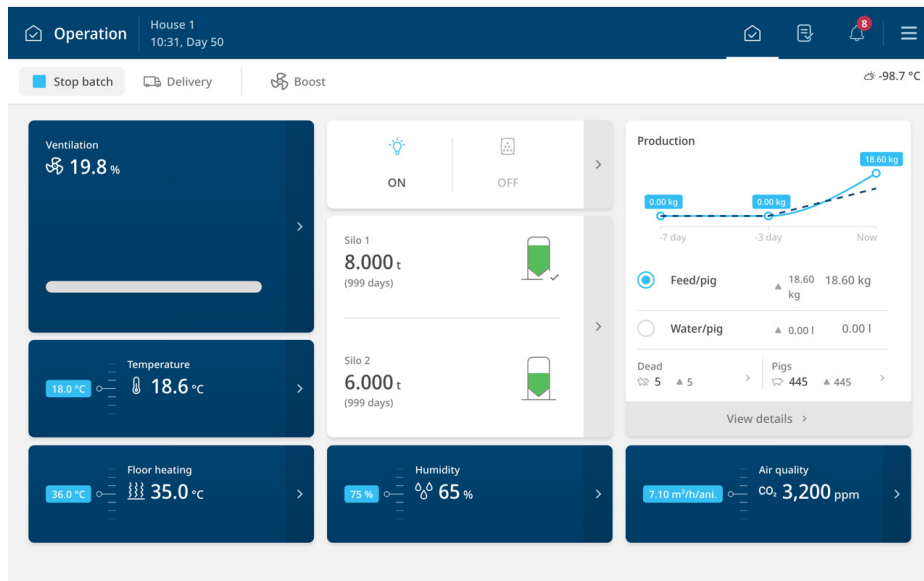 Operation
House 1
10:31, Day 50
8
Stop batch
Delivery
Boost
-98.7 °C
Ventilation
19.8 %
ON
OFF
Silo 1
8.000 t
(999 days)
Silo 2
6.000 t
(999 days)
Production
18.60 kg
0.00 kg
0.00 kg
-7 day
-3 day
Now
Feed/pig
▲ 18.60 kg
18.60 kg
Water/pig
▲ 0.00 l
0.00 l
Dead
5 ▲ 5
Pigs
445 ▲ 445
View details
Temperature
18.0 °C
18.6 °C
Floor heating
36.0 °C
35.0 °C
Humidity
75 %
65 %
Air quality
7.10 m³/h/ani.
CO₂ 3,200 ppm